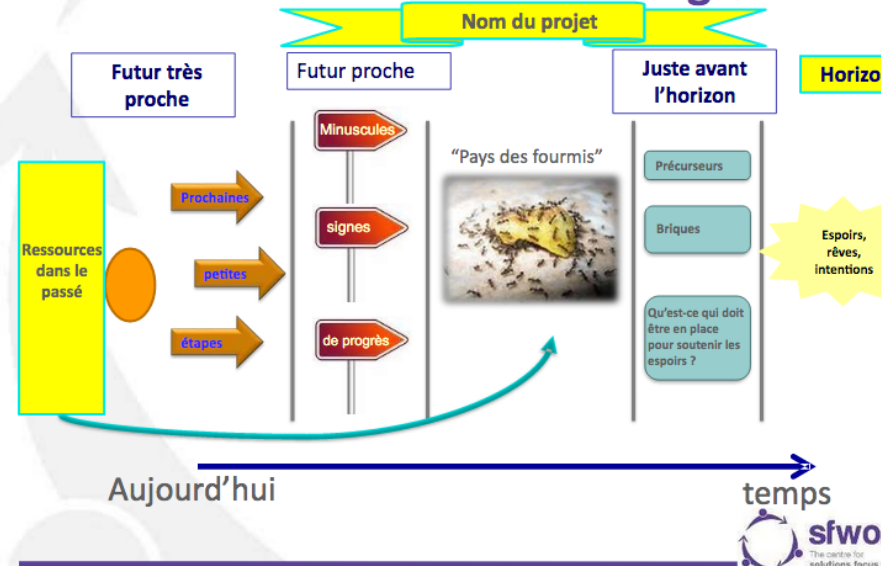 Nom du projet
Futur très
proche
Futur proche
Juste avant
l'horizon
Horizo
Ressources
dans le
passé
Prochaines
petites
étapes
Minuscules
signes
de progrès
"Pays des fourmis"
Précurseurs
Briques
Qu'est-ce qui doit
être en place
pour soutenir les
espoirs ?
Espoirs,
rêves,
intentions
Aujourd'hui
temps
sfwo
The centre for
solutions focus